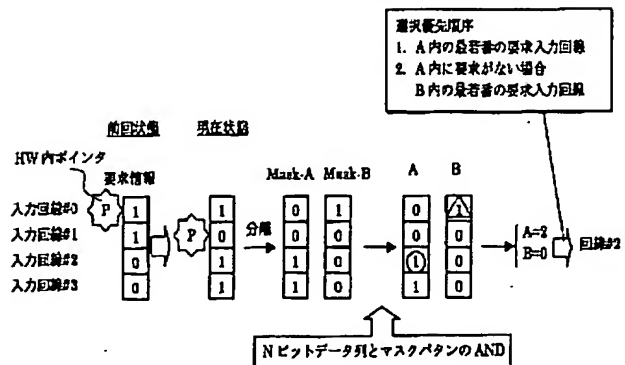 選択優先順序
1. A内の最若番の要求入力回線
2. A内に要求がない場合
B内の最若番の要求入力回線
前回状態 現在状態
HW内ポインタ
要求情報 Mask-A Mask-B A B
入力回線#0 P 1 1 0 1 0 1
入力回線#1 1 P 0 分離 0 0 0 0 A=2
入力回線#2 0 1 1 0 1 0 B=0 回線#2
入力回線#3 0 1 1 0 1 0
Nビットデータ列とマスクパタンのAND